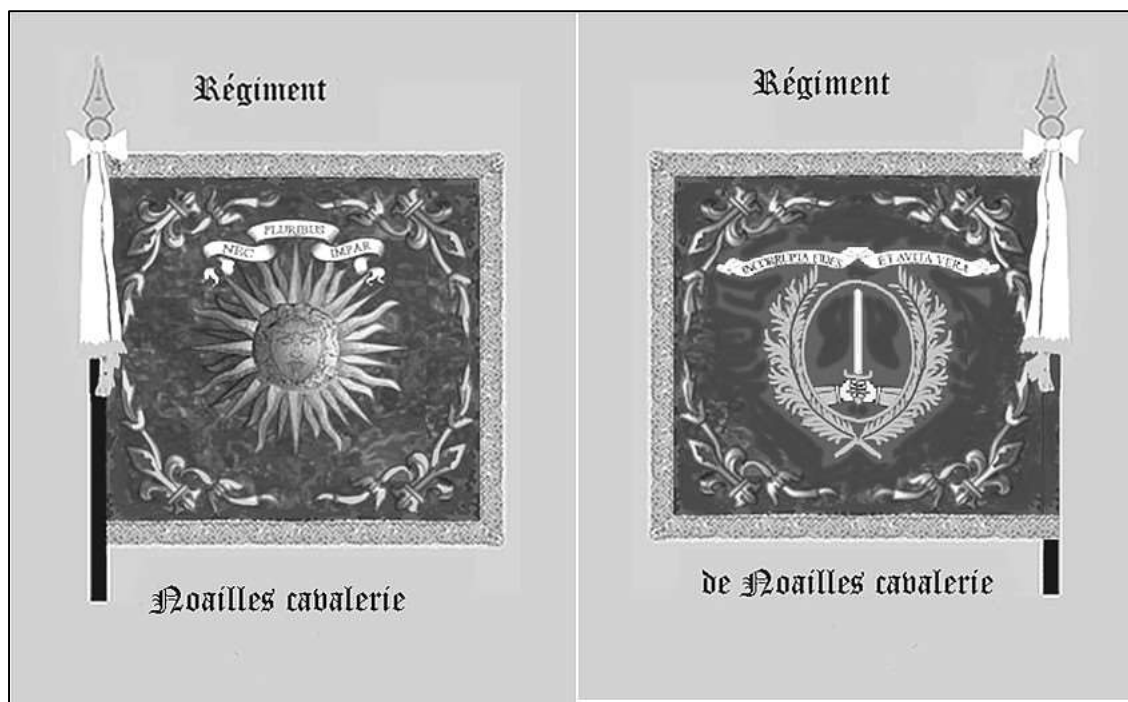 Régiment
NEC PLURIBUS IMPAR
Noailles cavalerie
Régiment
INCORRUPTA FIDES ET AVITA VERA
de Noailles cavalerie